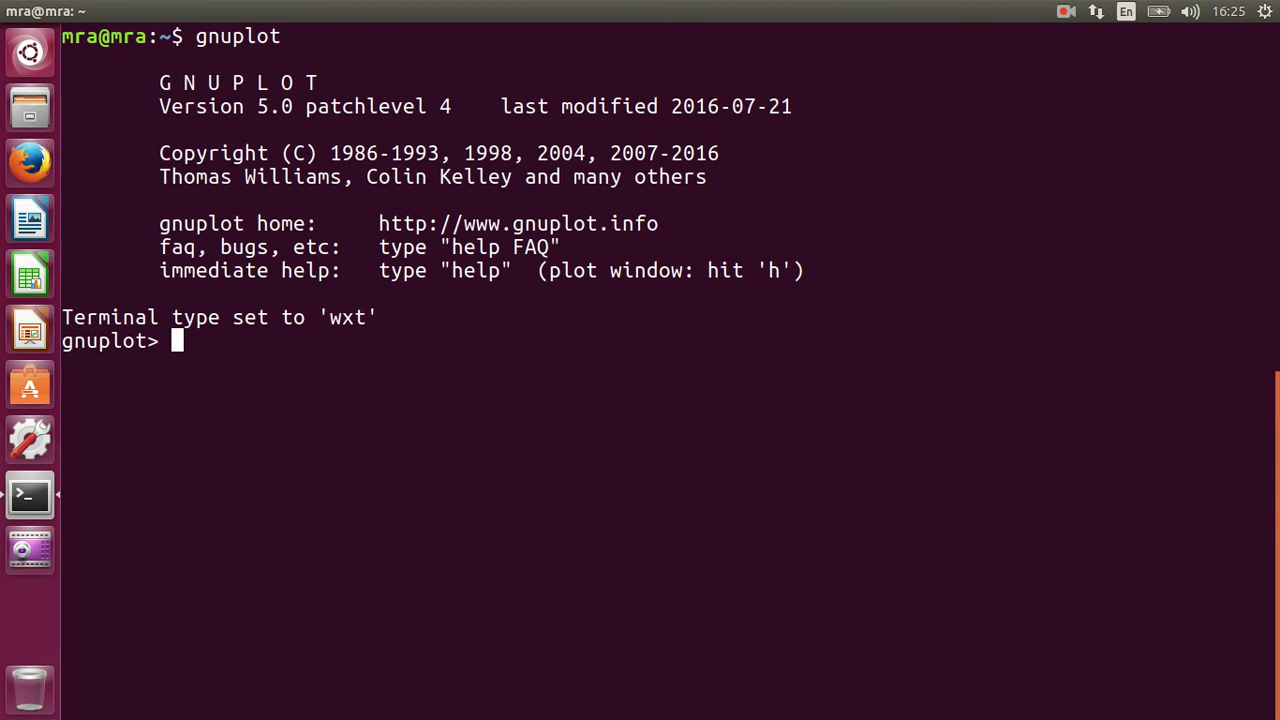 mra@mra: ~
En
16:25
mra@mra:~$ gnuplot
G N U P L O T
Version 5.0 patchlevel 4    last modified 2016-07-21
Copyright (C) 1986-1993, 1998, 2004, 2007-2016
Thomas Williams, Colin Kelley and many others
gnuplot home:     http://www.gnuplot.info
faq, bugs, etc:   type "help FAQ"
immediate help:   type "help"  (plot window: hit 'h')
Terminal type set to 'wxt'
gnuplot>